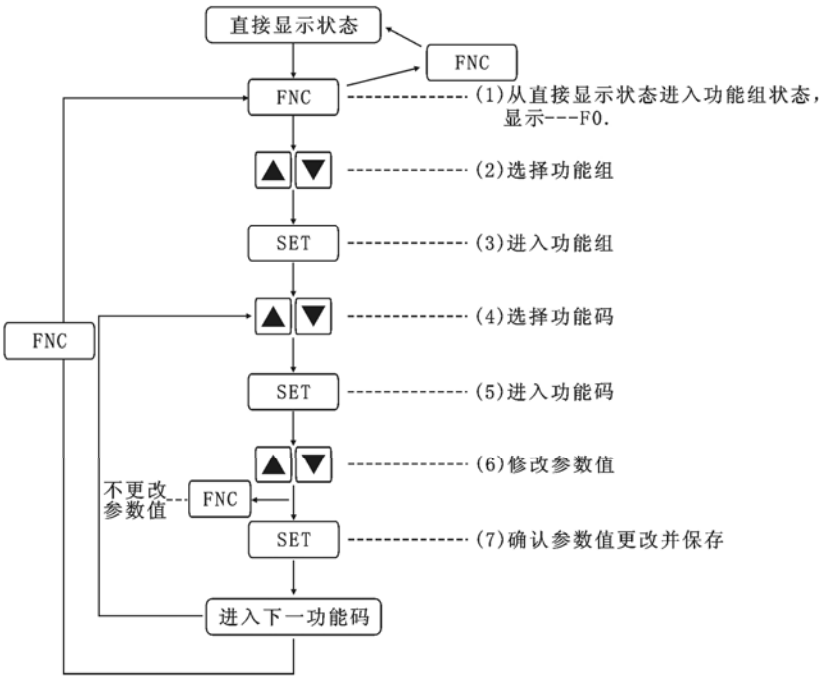 直接显示状态
FNC
FNC
(1)从直接显示状态进入功能组状态,
显示---F0.
▲ ▼
(2)选择功能组
SET
(3)进入功能组
▲ ▼
(4)选择功能码
FNC
SET
(5)进入功能码
▲ ▼
(6)修改参数值
不更改
参数值
FNC
SET
(7)确认参数值更改并保存
进入下一功能码